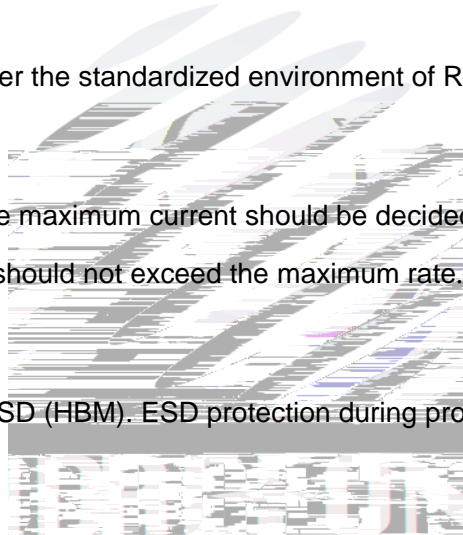 er the standardized environment of R
e maximum current should be decided
should not exceed the maximum rate.
SD (HBM). ESD protection during pro